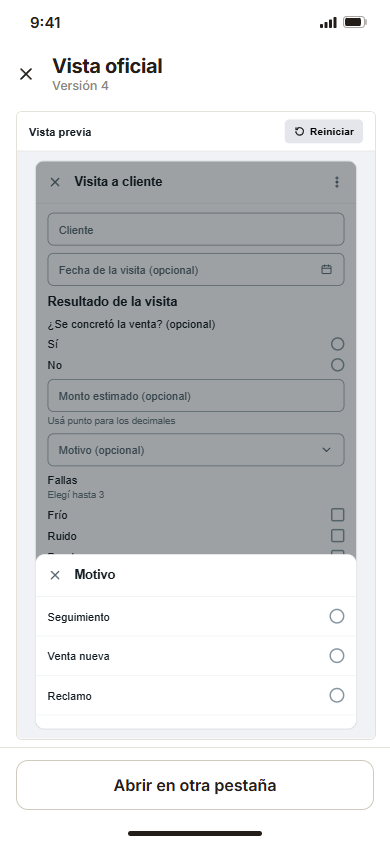 9:41
Vista oficial
Versión 4
Vista previa
Reiniciar
Visita a cliente
Cliente
Fecha de la visita (opcional)
Resultado de la visita
¿Se concretó la venta? (opcional)
Sí
No
Monto estimado (opcional)
Usá punto para los decimales
Motivo (opcional)
Fallas
Elegí hasta 3
Frío
Ruido
Motivo
Seguimiento
Venta nueva
Reclamo
Abrir en otra pestaña